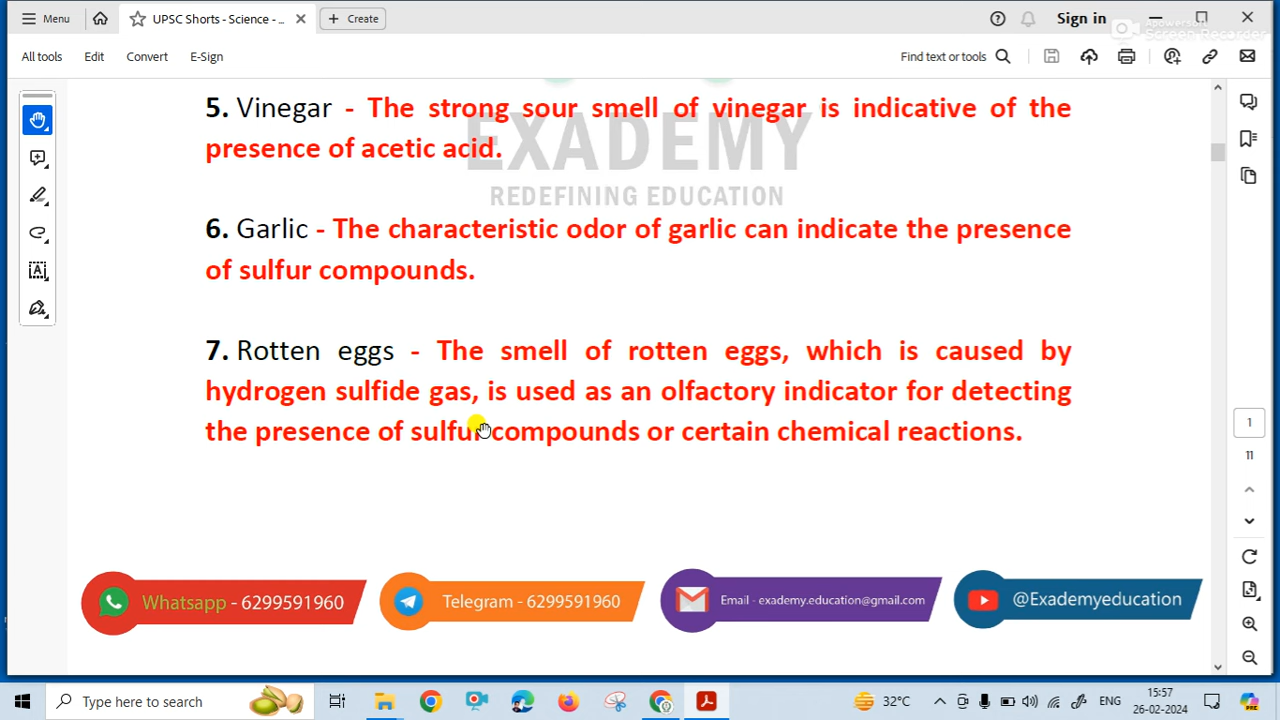 Menu
UPSC Shorts - Science - ...
Create
Sign in
Apowersoft
Screen Recorder
All tools
Edit
Convert
E-Sign
Find text or tools
5. Vinegar - The strong sour smell of vinegar is indicative of the
presence of acetic acid.
EXADEMY
REDEFINING EDUCATION
6. Garlic - The characteristic odor of garlic can indicate the presence
of sulfur compounds.
7. Rotten eggs - The smell of rotten eggs, which is caused by
hydrogen sulfide gas, is used as an olfactory indicator for detecting
the presence of sulfur compounds or certain chemical reactions.
1
11
Whatsapp - 6299591960
Telegram - 6299591960
Email - exademy.education@gmail.com
@Exademyeducation
Type here to search
32°C
ENG
15:57
26-02-2024